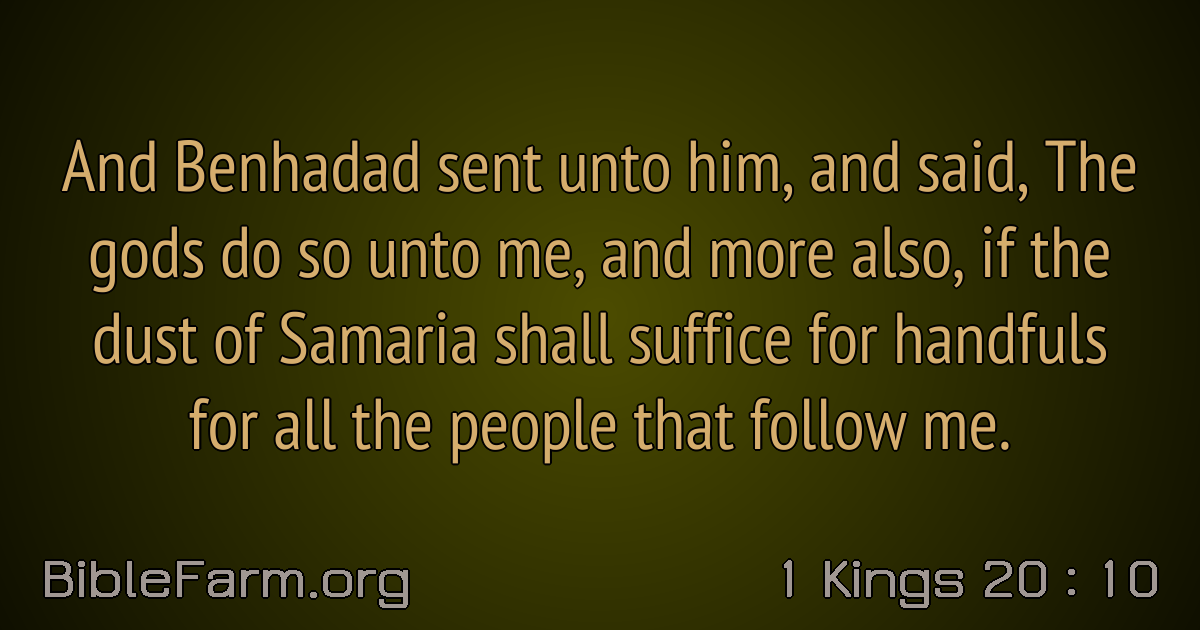 And Benhadad sent unto him, and said, The
gods do so unto me, and more also, if the
dust of Samaria shall suffice for handfuls
for all the people that follow me.
BibleFarm.org
1 Kings 20 : 10